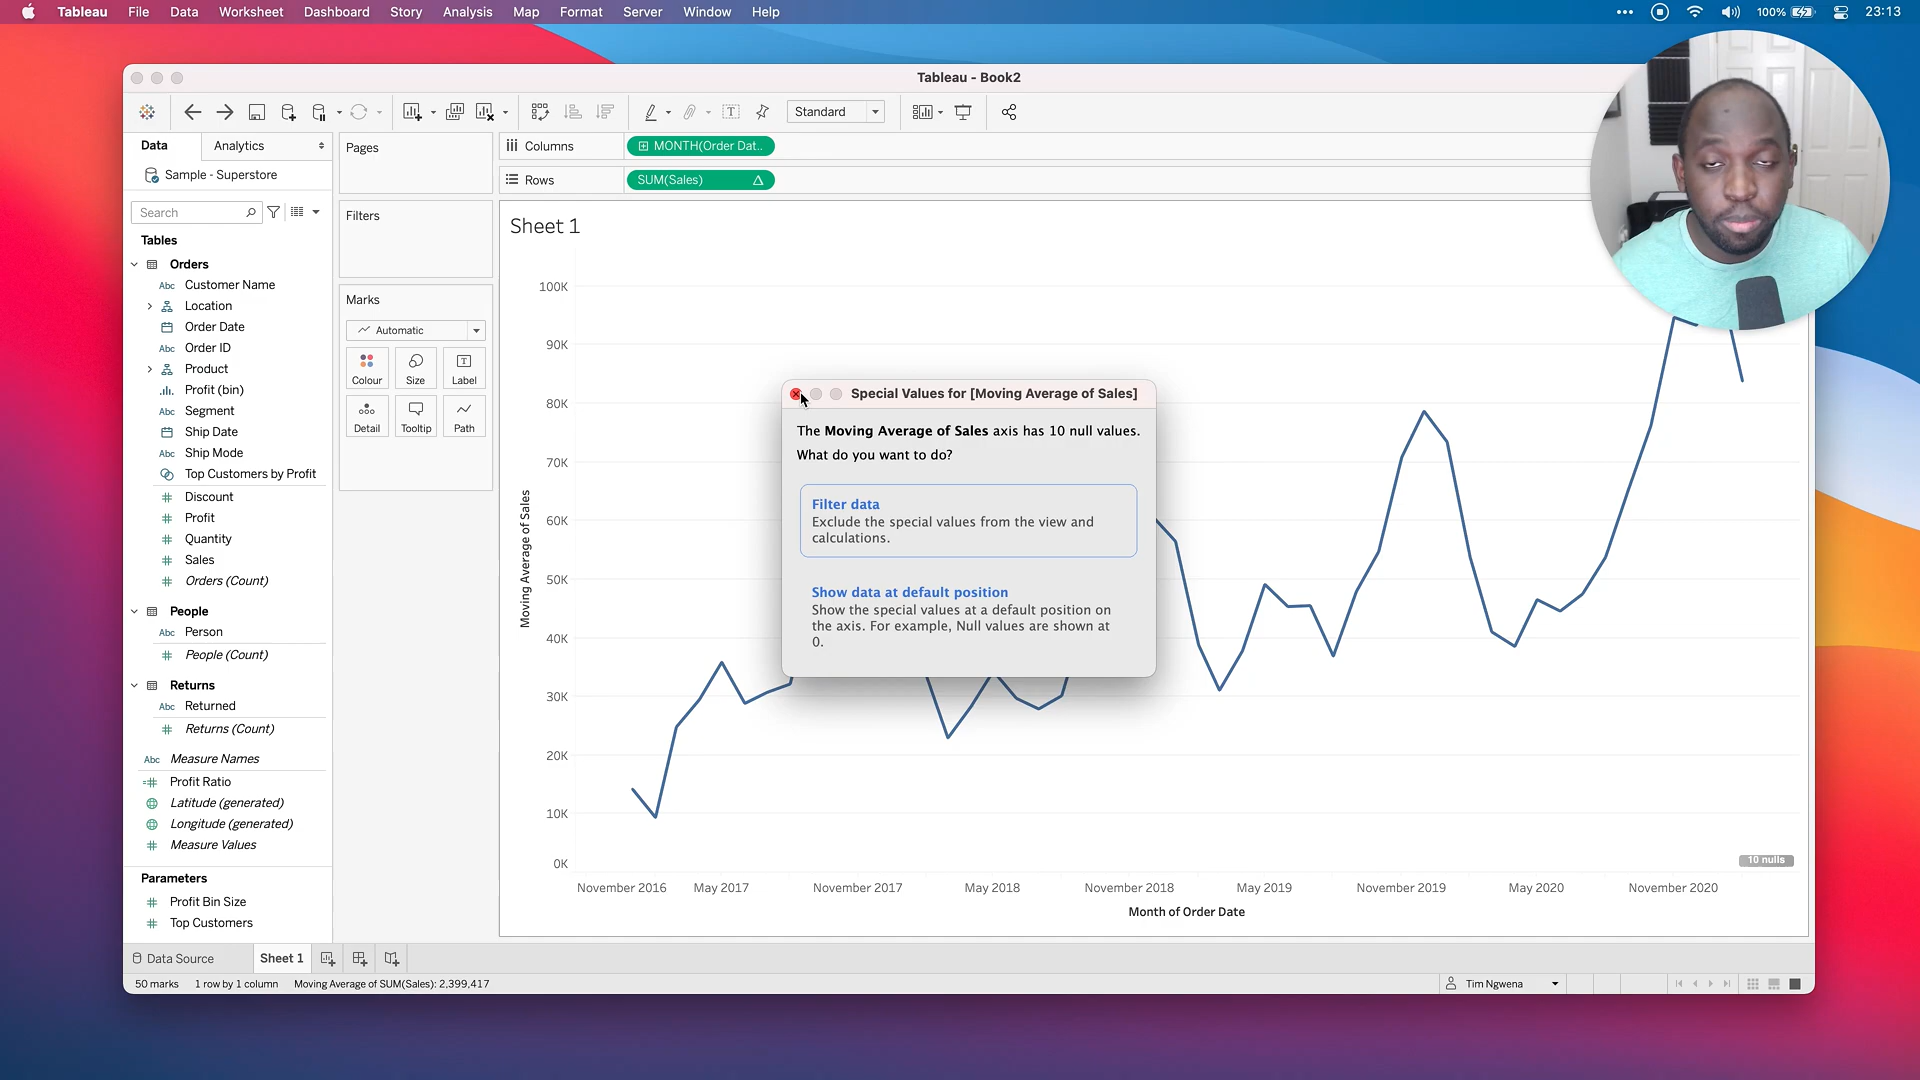 Tableau File Data Worksheet Dashboard Story Analysis Map Format Server Window Help
100% 23:13
Tableau - Book2
Standard
Data Analytics
Sample - Superstore
Search
Tables
Orders
Abc Customer Name
Location
Order Date
Abc Order ID
Product
Profit (bin)
Abc Segment
Ship Date
Abc Ship Mode
Top Customers by Profit
# Discount
# Profit
# Quantity
# Sales
# Orders (Count)
People
Abc Person
# People (Count)
Returns
Abc Returned
# Returns (Count)
Abc Measure Names
=# Profit Ratio
Latitude (generated)
Longitude (generated)
# Measure Values
Parameters
# Profit Bin Size
# Top Customers
Pages
Filters
Marks
Automatic
Colour Size Label
Detail Tooltip Path
Columns MONTH(Order Dat..
Rows SUM(Sales)
Sheet 1
100K
90K
80K
70K
60K
50K
40K
30K
20K
10K
0K
Moving Average of Sales
Special Values for [Moving Average of Sales]
The Moving Average of Sales axis has 10 null values.
What do you want to do?
Filter data
Exclude the special values from the view and
calculations.
Show data at default position
Show the special values at a default position on
the axis. For example, Null values are shown at
0.
10 nulls
November 2016 May 2017 November 2017 May 2018 November 2018 May 2019 November 2019 May 2020 November 2020
Month of Order Date
Data Source Sheet 1
50 marks 1 row by 1 column Moving Average of SUM(Sales): 2,399,417
Tim Ngwena